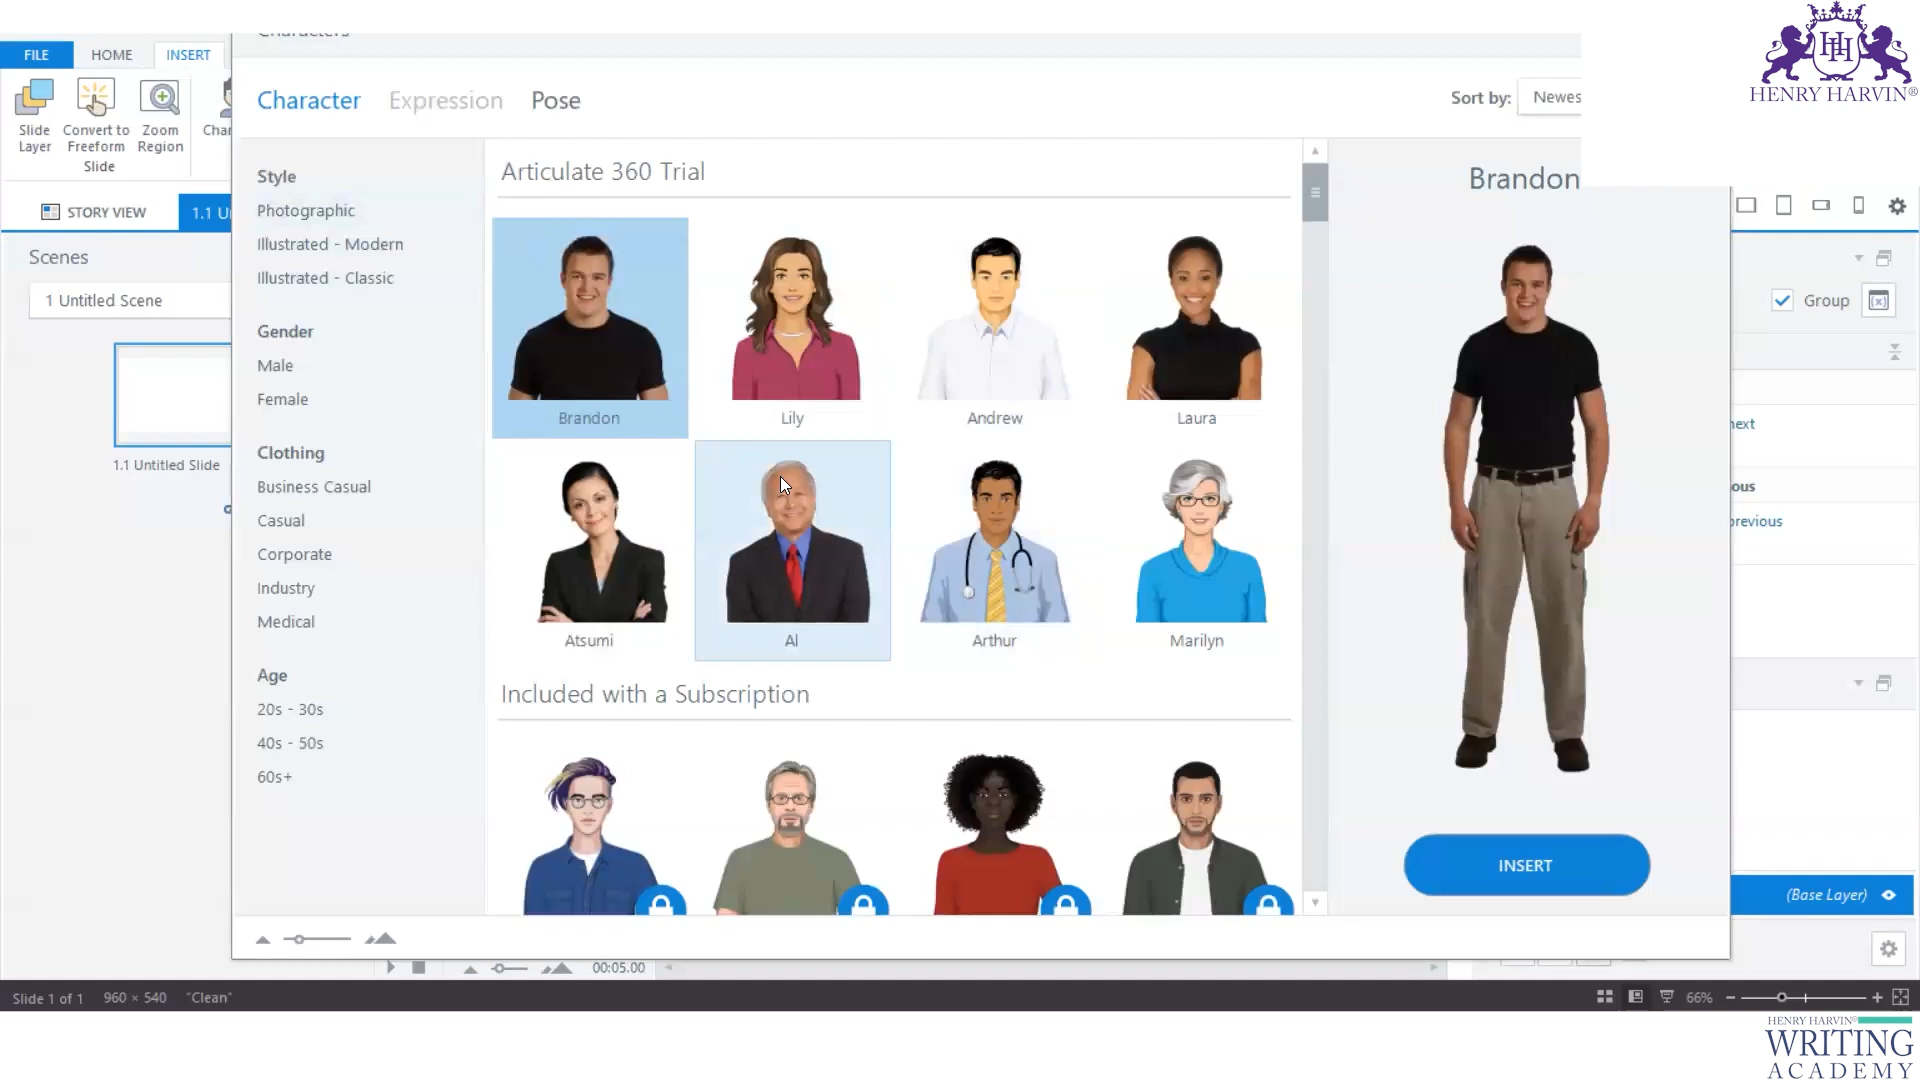 Characters
HENRY HARVIN®
FILE
HOME
INSERT
Slide
Layer
Convert to
Freeform
Zoom
Region
Char
Slide
Character
Expression
Pose
Sort by:
Newes
STORY VIEW
1.1 U
Scenes
1 Untitled Scene
1.1 Untitled Slide
Style
Photographic
Illustrated - Modern
Illustrated - Classic
Gender
Male
Female
Clothing
Business Casual
Casual
Corporate
Industry
Medical
Age
20s - 30s
40s - 50s
60s+
Articulate 360 Trial
Brandon
Lily
Andrew
Laura
Atsumi
Al
Arthur
Marilyn
Included with a Subscription
Brandon
INSERT
Group
(x)
next
ous
previous
(Base Layer)
00:05.00
Slide 1 of 1
960 × 540
"Clean"
66%
HENRY HARVIN®
WRITING
ACADEMY